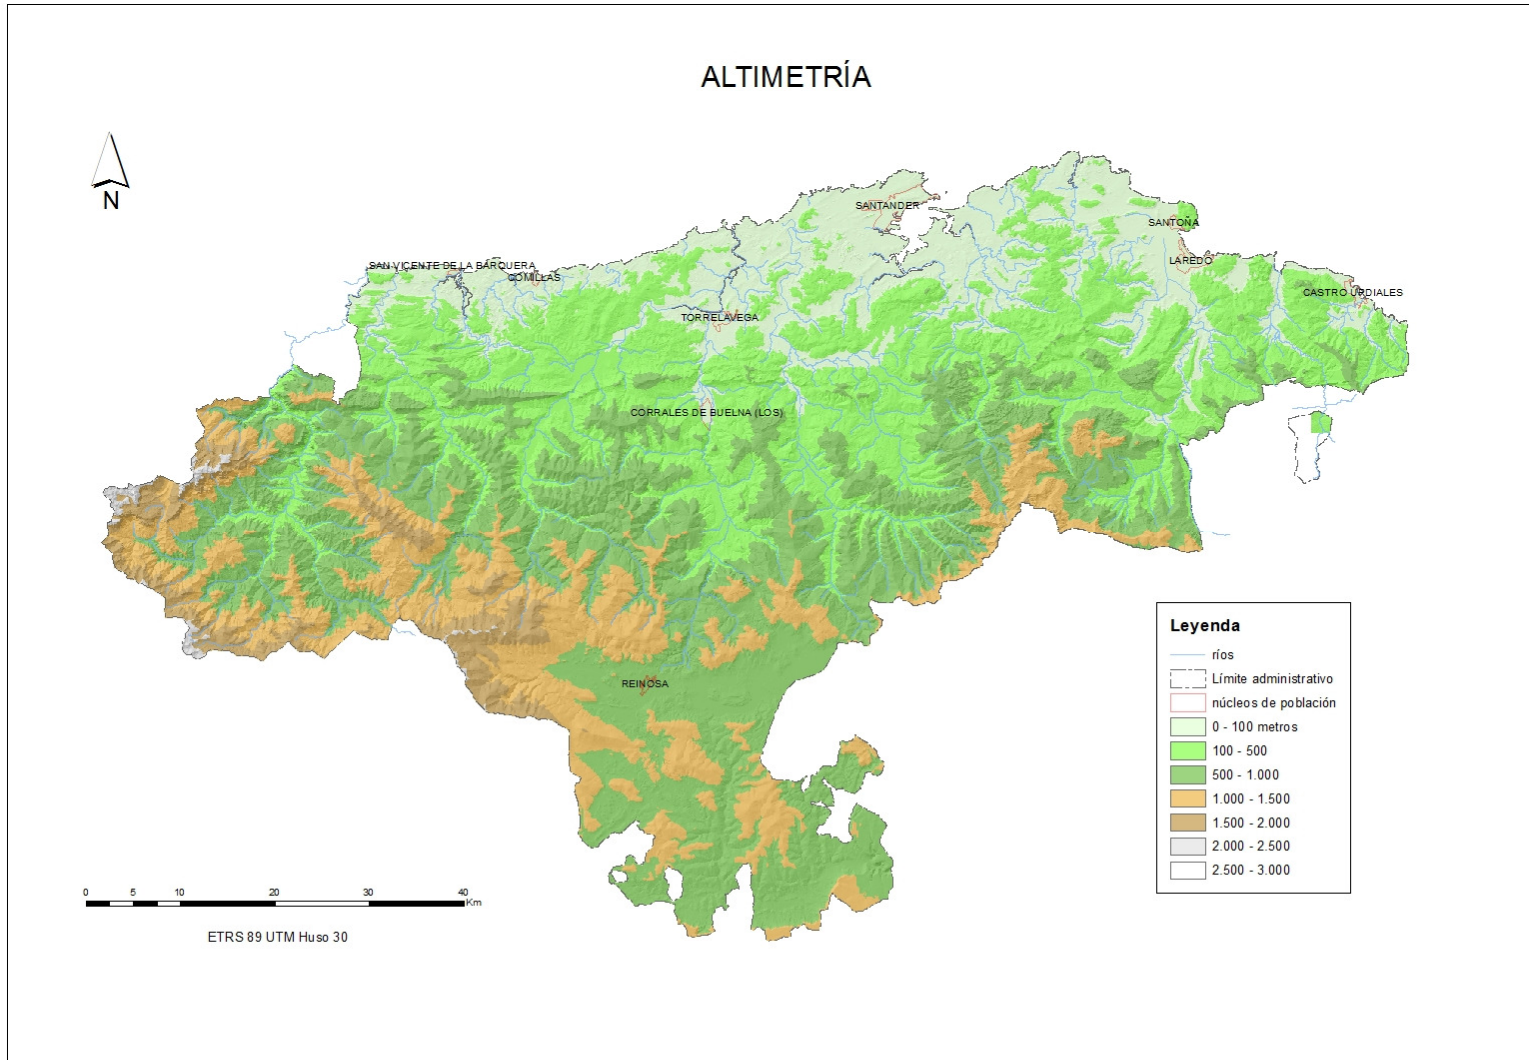 ALTIMETRÍA
N
SANTANDER
SANTOÑA
SAN VICENTE DE LA BARQUERA
LAREDO
COMILLAS
CASTRO URDIALES
TORRELAVEGA
CORRALES DE BUELNA (LOS)
REINOSA
Leyenda
ríos
Límite administrativo
núcleos de población
0 - 100 metros
100 - 500
500 - 1.000
1.000 - 1.500
1.500 - 2.000
2.000 - 2.500
2.500 - 3.000
0 5 10 20 30 40
Km
ETRS 89 UTM Huso 30